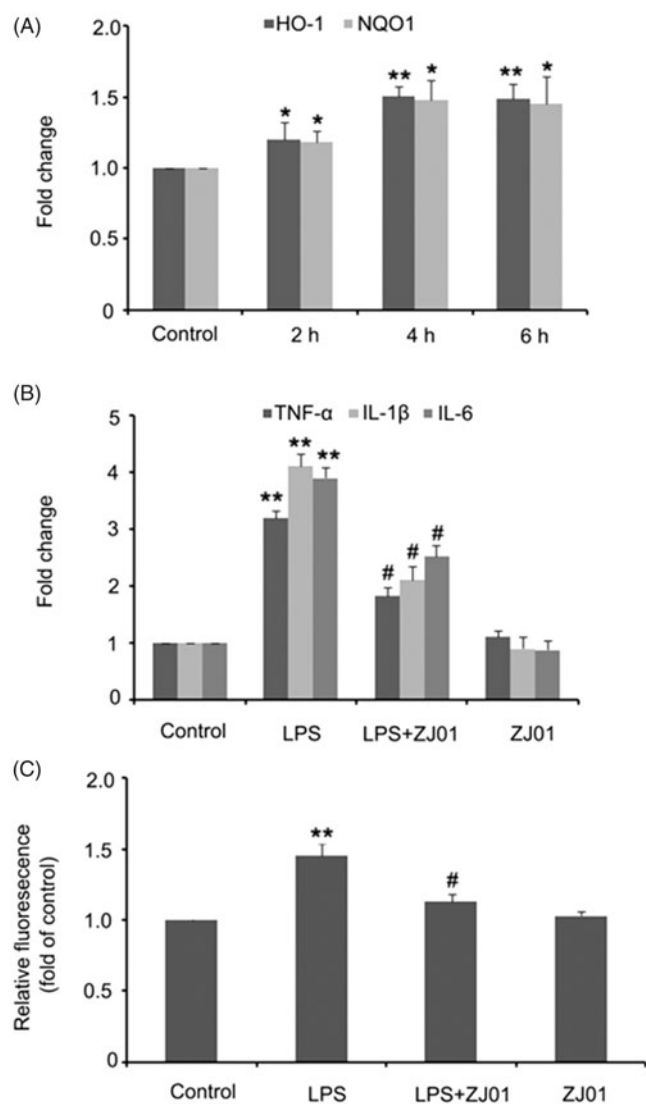 (A)
HO-1 NQO1
2.0
1.5
1.0
0.5
0
Fold change
* * ** * ** *
Control 2 h 4 h 6 h
(B)
TNF-α IL-1β IL-6
5
4
3
2
1
0
Fold change
** ** ** # # #
Control LPS LPS+ZJ01 ZJ01
(C)
2.0
1.5
1.0
0.5
0
Relative fluoresecence
(fold of control)
** #
Control LPS LPS+ZJ01 ZJ01